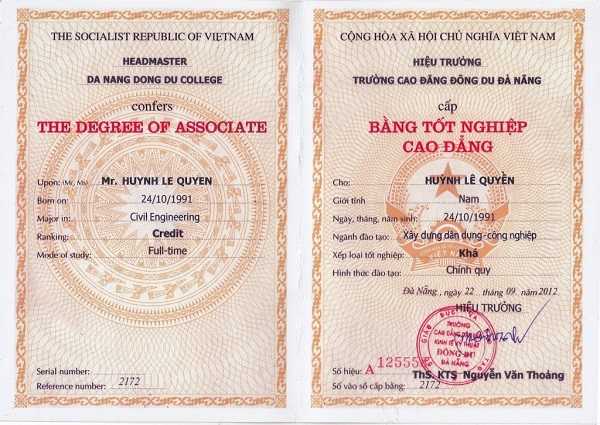 THE SOCIALIST REPUBLIC OF VIETNAM
HEADMASTER
DA NANG DONG DU COLLEGE
confers
THE DEGREE OF ASSOCIATE
Upon: (Mr, Ms) Mr. HUYNH LE QUYEN
Born on: 24/10/1991
Major in: Civil Engineering
Ranking: Credit
Mode of study: Full-time
Serial number:
Reference number: 2172
CỘNG HÒA XÃ HỘI CHỦ NGHĨA VIỆT NAM
HIỆU TRƯỞNG
TRƯỜNG CAO ĐẲNG ĐÔNG DU ĐÀ NẴNG
cấp
BẰNG TỐT NGHIỆP
CAO ĐẲNG
Cho: HUỲNH LÊ QUYỀN
Giới tính Nam
Ngày, tháng, năm sinh: 24/10/1991
Ngành đào tạo: Xây dựng dân dụng-công nghiệp
Xếp loại tốt nghiệp: Khá
Hình thức đào tạo: Chính quy
Đà Nẵng, ngày 22 tháng 09 năm 2012
HIỆU TRƯỞNG
TRƯỜNG
ĐÔNG DU
ĐÀ NẴNG
Số hiệu: A 12555
ThS. KTS Nguyễn Văn Thoảng
Số vào sổ cấp bằng: 2172